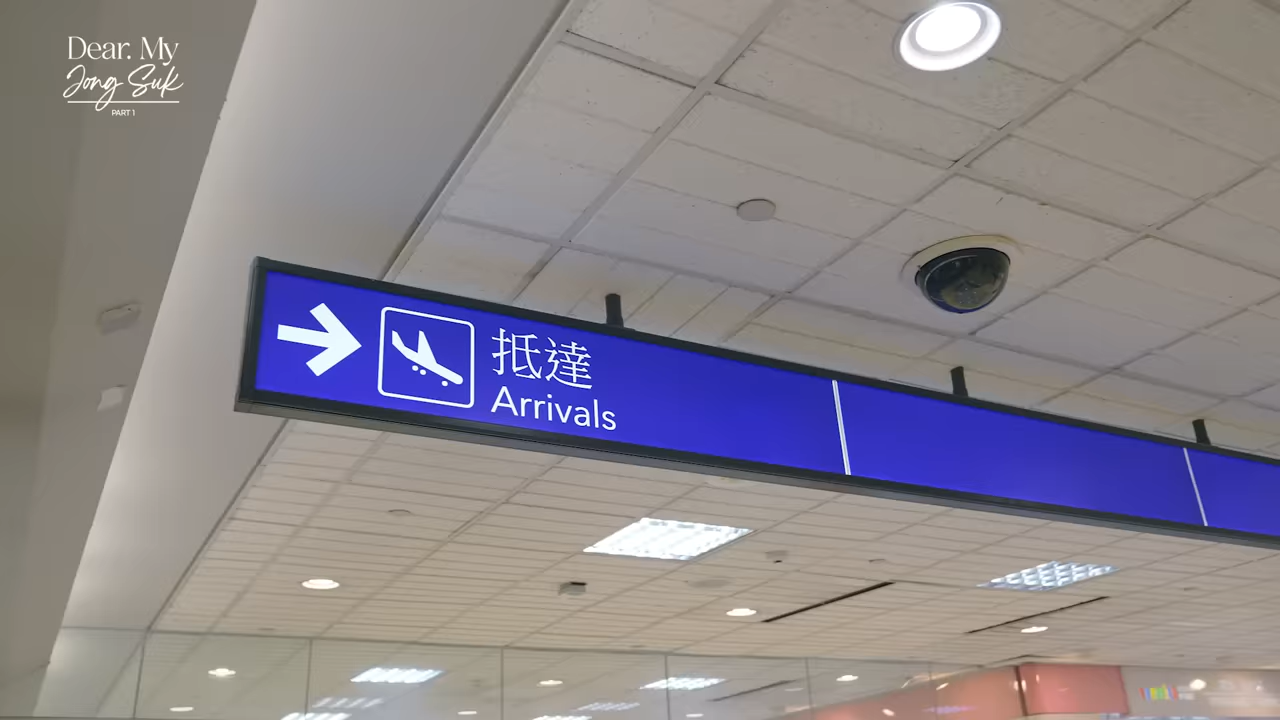 Dear. My
Jong Suk
PART 1
抵達
Arrivals